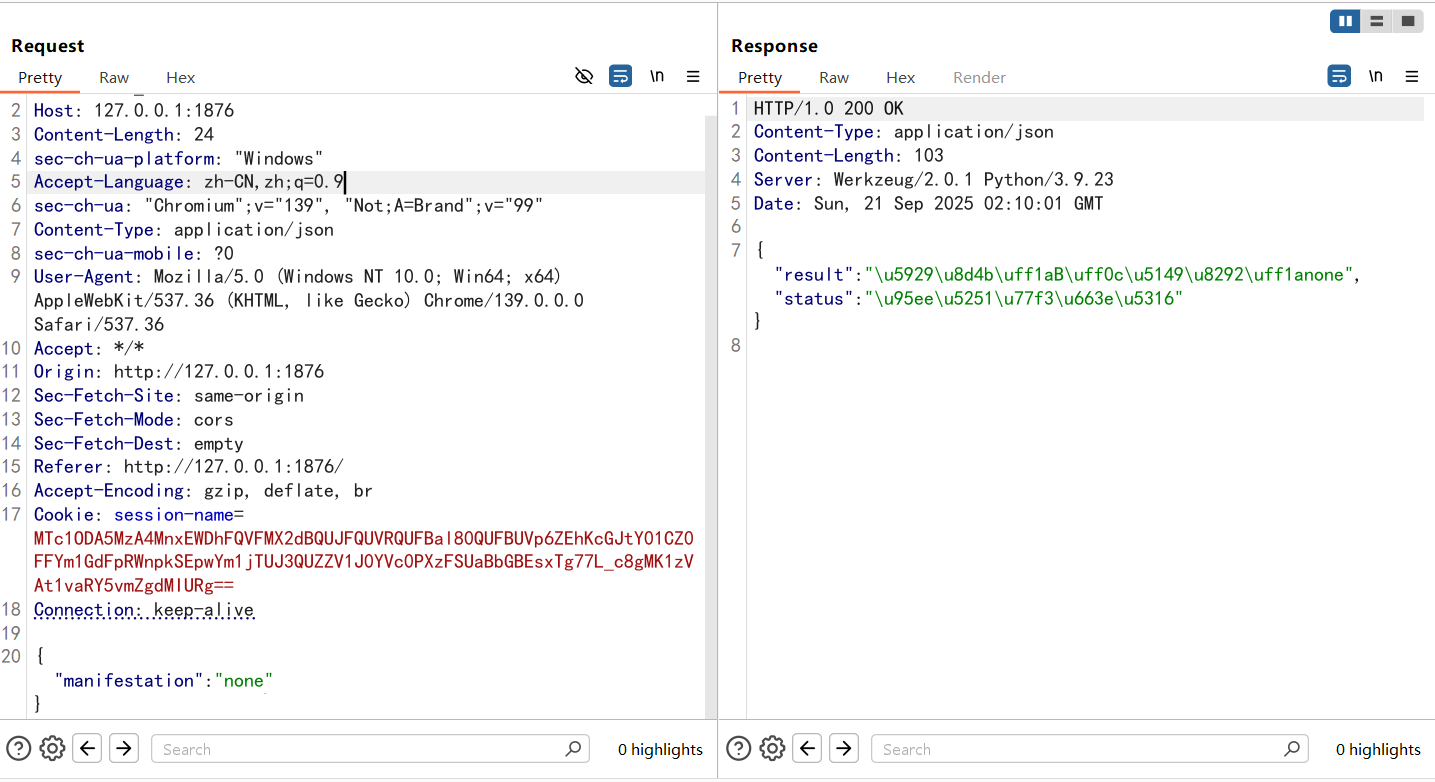 Request
Response
Pretty Raw Hex
\n
Pretty Raw Hex Render
\n
2 Host: 127.0.0.1:1876
3 Content-Length: 24
4 sec-ch-ua-platform: "Windows"
5 Accept-Language: zh-CN,zh;q=0.9
6 sec-ch-ua: "Chromium";v="139", "Not;A=Brand";v="99"
7 Content-Type: application/json
8 sec-ch-ua-mobile: ?0
9 User-Agent: Mozilla/5.0 (Windows NT 10.0; Win64; x64)
AppleWebKit/537.36 (KHTML, like Gecko) Chrome/139.0.0.0
Safari/537.36
10 Accept: */*
11 Origin: http://127.0.0.1:1876
12 Sec-Fetch-Site: same-origin
13 Sec-Fetch-Mode: cors
14 Sec-Fetch-Dest: empty
15 Referer: http://127.0.0.1:1876/
16 Accept-Encoding: gzip, deflate, br
17 Cookie: session-name=
18 Connection: keep-alive
19
20 {
"manifestation":"none"
}
1 HTTP/1.0 200 OK
2 Content-Type: application/json
3 Content-Length: 103
4 Server: Werkzeug/2.0.1 Python/3.9.23
5 Date: Sun, 21 Sep 2025 02:10:01 GMT
6
7 {
"result":"\u5929\u8d4b\uff1aB\uff0c\u5149\u8292\uff1anone",
"status":"\u95ee\u5251\u77f3\u663e\u5316"
}
8
Search
0 highlights
Search
0 highlights